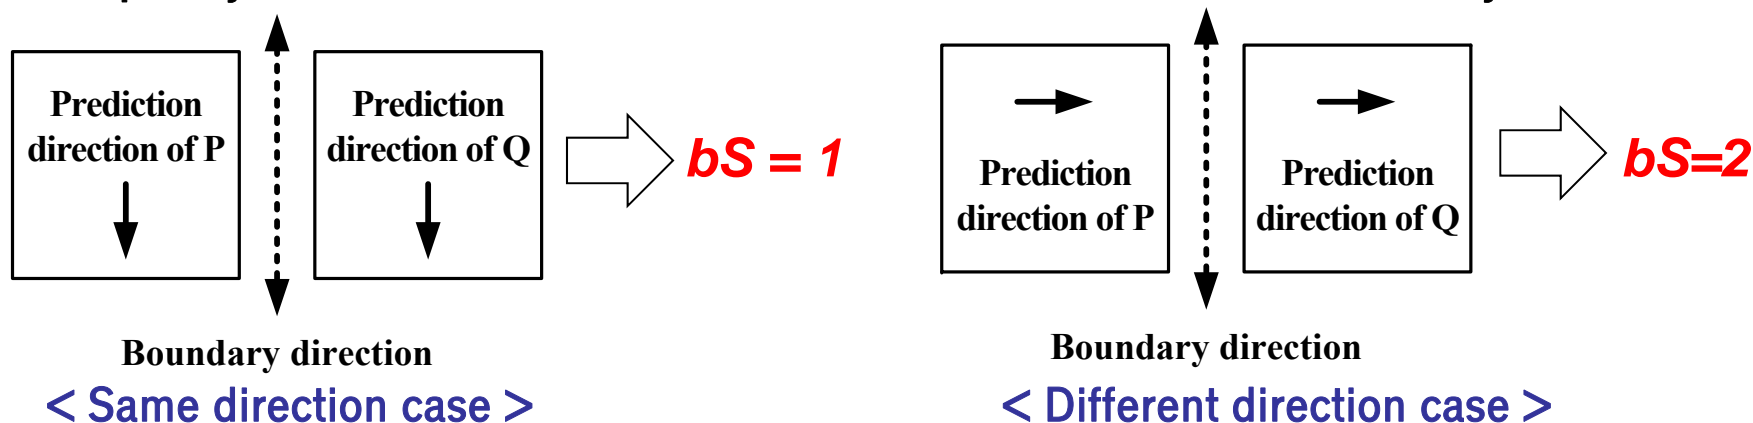 Prediction
direction of P
Prediction
direction of Q
bS = 1
Boundary direction
< Same direction case >
Prediction
direction of P
Prediction
direction of Q
bS=2
Boundary direction
< Different direction case >